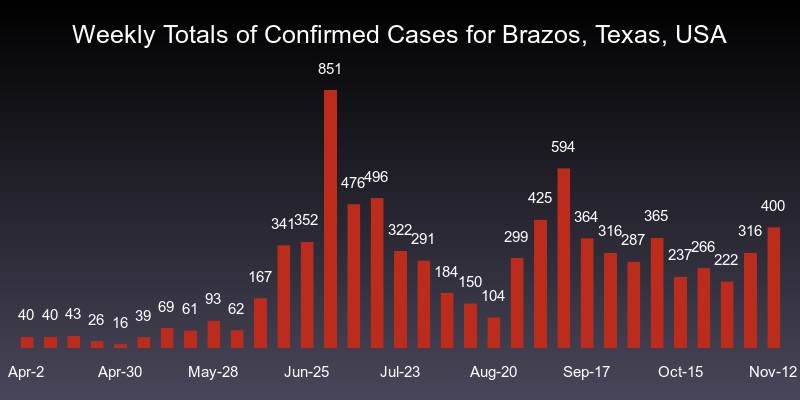 Weekly Totals of Confirmed Cases for Brazos, Texas, USA
40 40 43 26 16 39 69 61 93 62 167 341 352 851 476 496 322 291 184 150 104 299 425 594 364 316 287 365 237 266 222 316 400
Apr-2 Apr-30 May-28 Jun-25 Jul-23 Aug-20 Sep-17 Oct-15 Nov-12